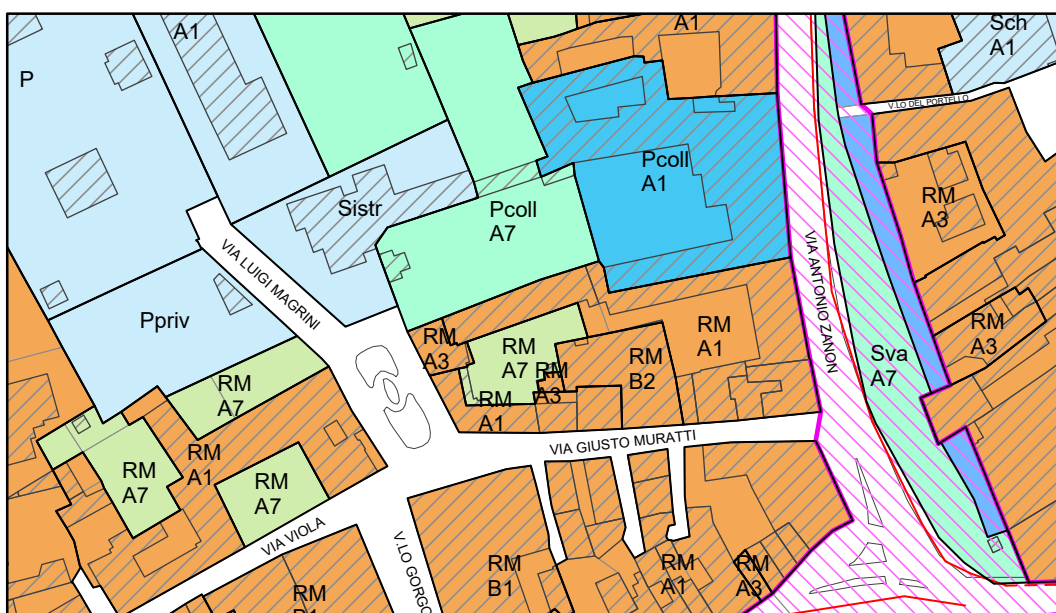 A1
A1
Sch
A1
P
V.LO DEL PORTELLO
Pcoll
A1
Sistr
Pcoll
A7
RM
A3
VIA LUIGI MAGRINI
VIA ANTONIO ZANON
Ppriv
RM
A3
RM
A7
RM
A3
RM
B2
RM
A1
RM
A3
Sva
A7
RM
A7
RM
A1
RM
A1
VIA GIUSTO MURATTI
RM
A7
RM
A7
VIA VIOLA
V.LO GORGO
RM
B1
RM
B1
RM
A1
RM
A3